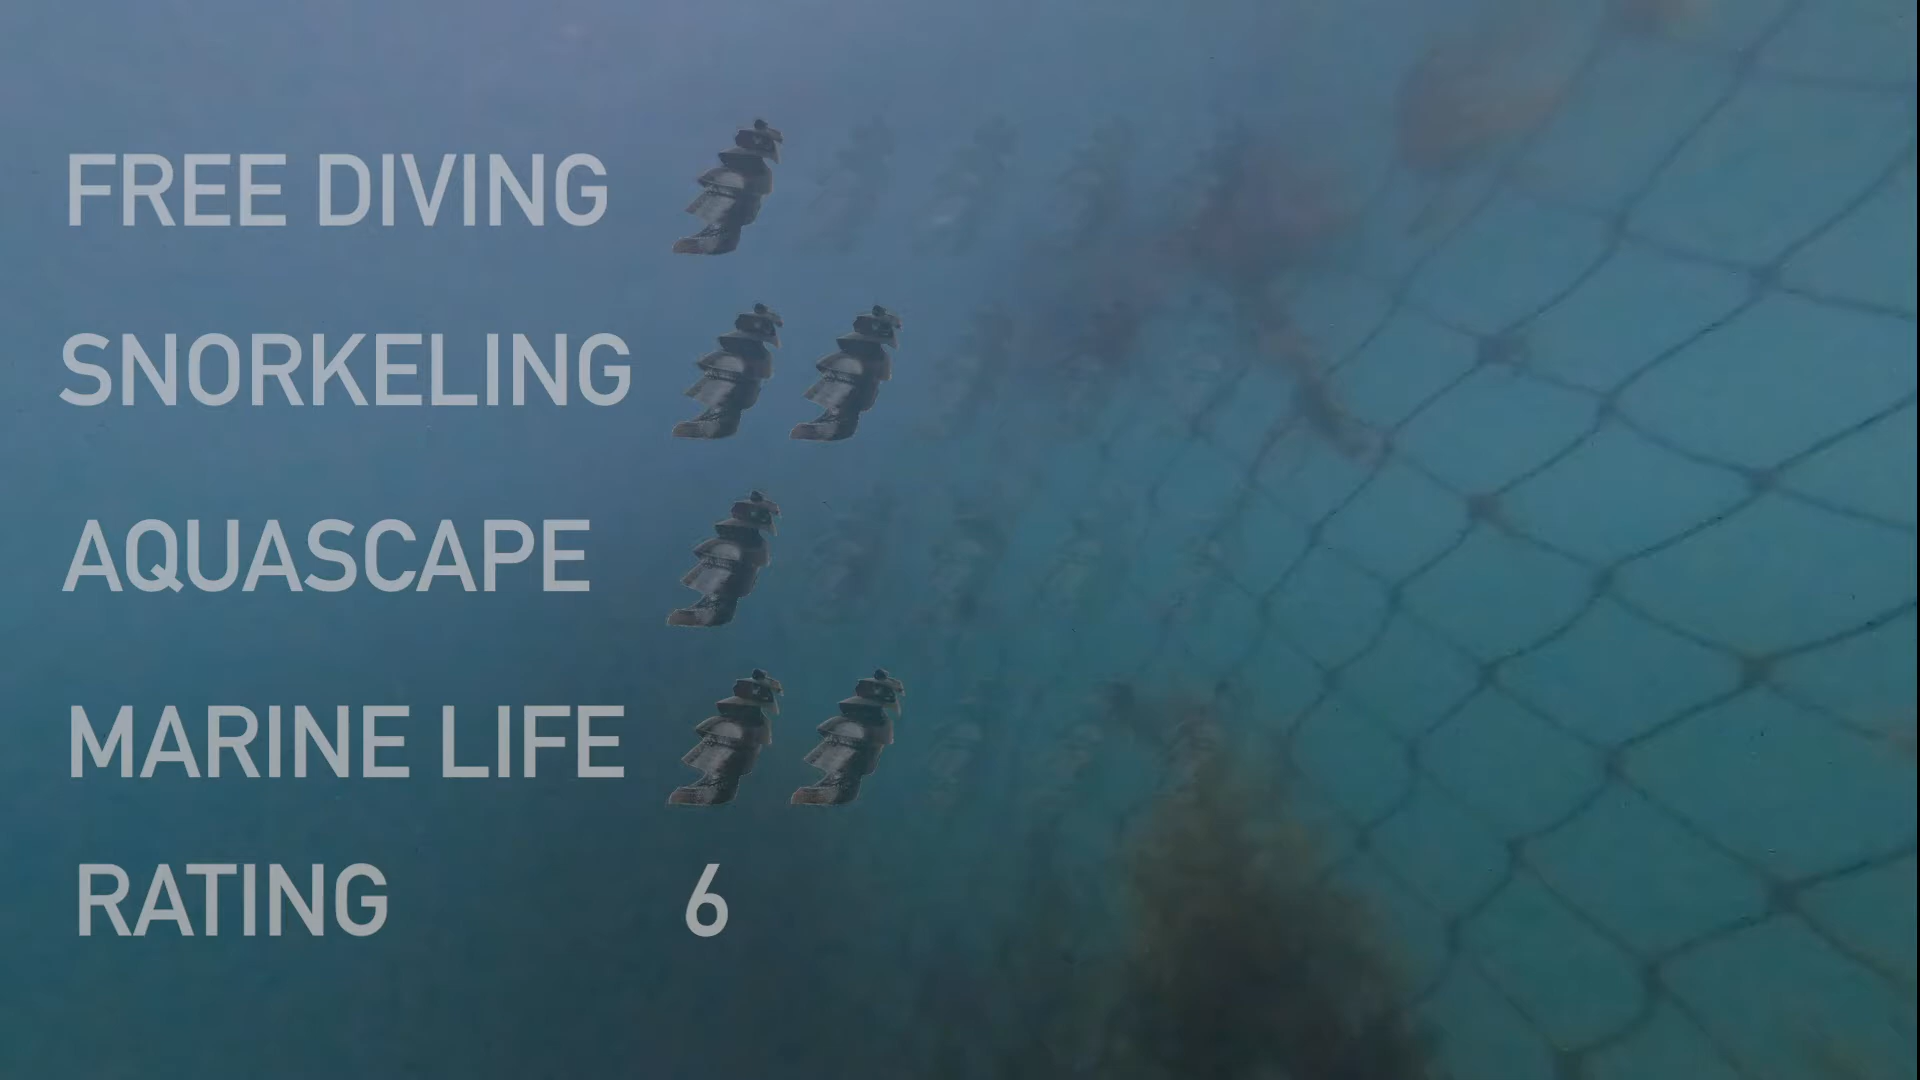 FREE DIVING
SNORKELING
AQUASCAPE
MARINE LIFE
RATING 6